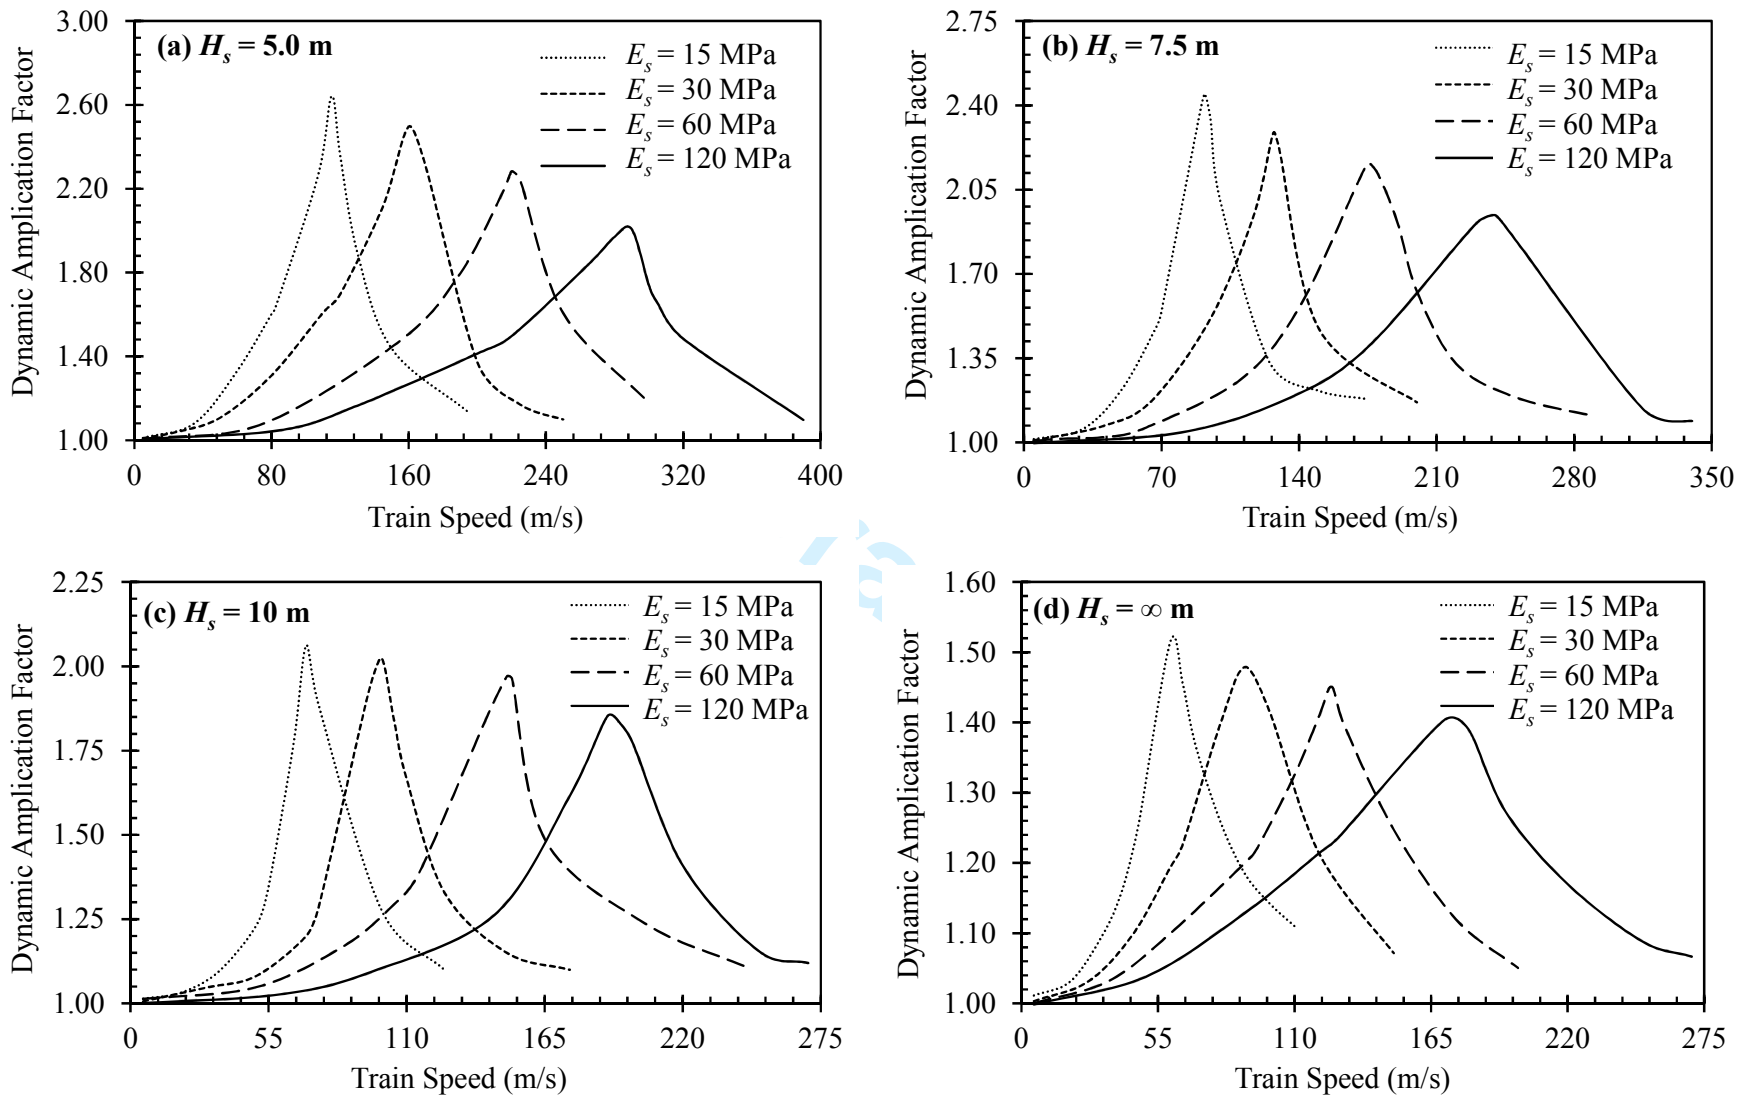 (a) Hs = 5.0 m
Es = 15 MPa
Es = 30 MPa
Es = 60 MPa
Es = 120 MPa
3.00
2.60
2.20
1.80
1.40
1.00
Dynamic Amplication Factor
0 80 160 240 320 400
Train Speed (m/s)
(b) Hs = 7.5 m
Es = 15 MPa
Es = 30 MPa
Es = 60 MPa
Es = 120 MPa
2.75
2.40
2.05
1.70
1.35
1.00
Dynamic Amplication Factor
0 70 140 210 280 350
Train Speed (m/s)
(c) Hs = 10 m
Es = 15 MPa
Es = 30 MPa
Es = 60 MPa
Es = 120 MPa
2.25
2.00
1.75
1.50
1.25
1.00
Dynamic Amplication Factor
0 55 110 165 220 275
Train Speed (m/s)
(d) Hs = ∞ m
Es = 15 MPa
Es = 30 MPa
Es = 60 MPa
Es = 120 MPa
1.60
1.50
1.40
1.30
1.20
1.10
1.00
Dynamic Amplication Factor
0 55 110 165 220 275
Train Speed (m/s)